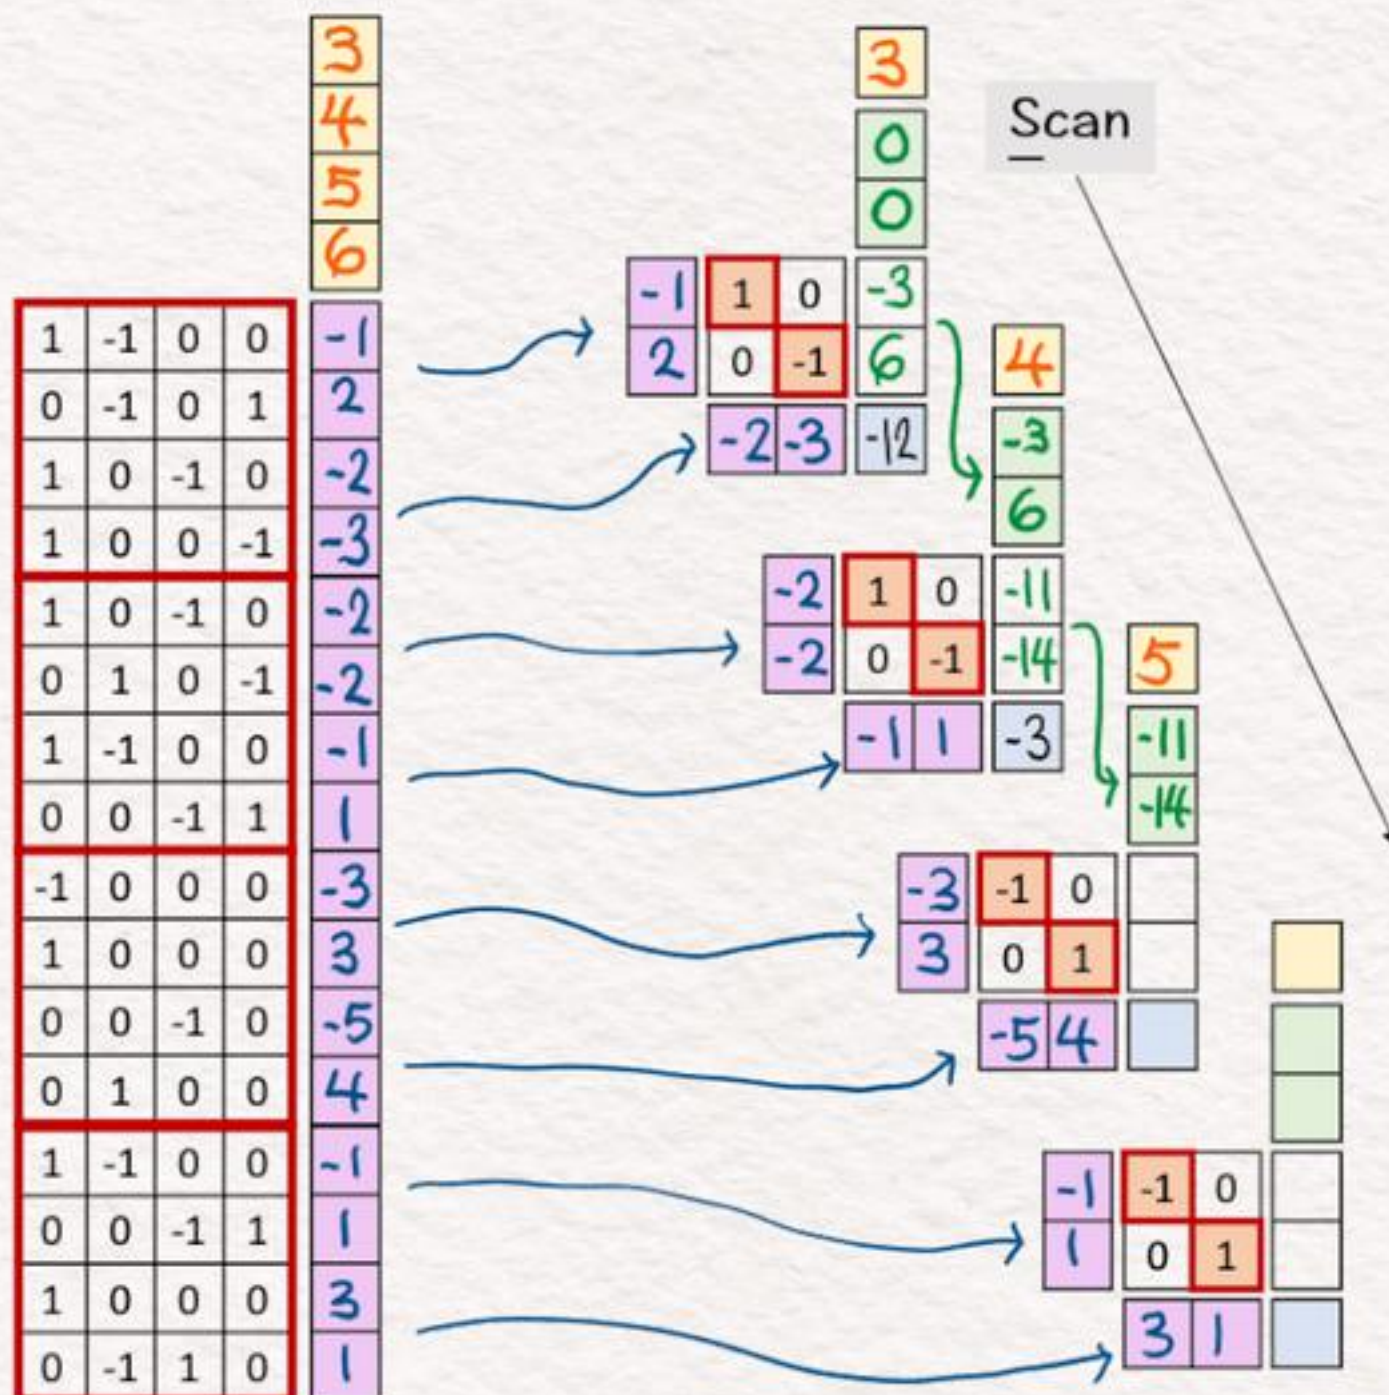 3
4
5
6
1 -1 0 0 -1
0 -1 0 1 2
1 0 -1 0 -2
1 0 0 -1 -3
1 0 -1 0 -2
0 1 0 -1 -2
1 -1 0 0 -1
0 0 -1 1 1
-1 0 0 0 -3
1 0 0 0 3
0 0 -1 0 -5
0 1 0 0 4
1 -1 0 0 -1
0 0 -1 1 1
1 0 0 0 3
0 -1 1 0 1
3
0
0
-1 1 0 -3
2 0 -1 6
-2 -3 -12
Scan
4
-3
6
-2 1 0 -11
-2 0 -1 -14
-1 1 -3
5
-11
-14
-3 -1 0
3 0 1
-5 4
-1 -1 0
1 0 1
3 1